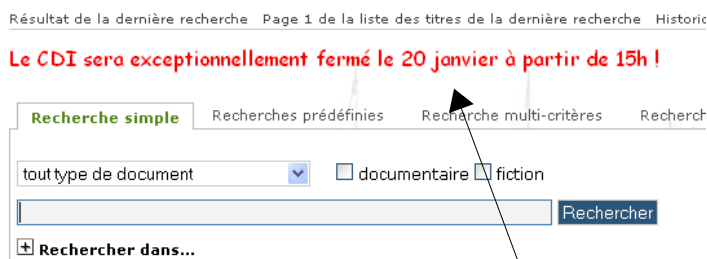 Résultat de la dernière recherche Page 1 de la liste des titres de la dernière recherche
Le CDI sera exceptionnellement fermé le 20 janvier à partir de 15h !
Recherche simple Recherches prédéfinies Recherche multi-critères
tout type de document documentaire fiction
Rechercher
Rechercher dans...